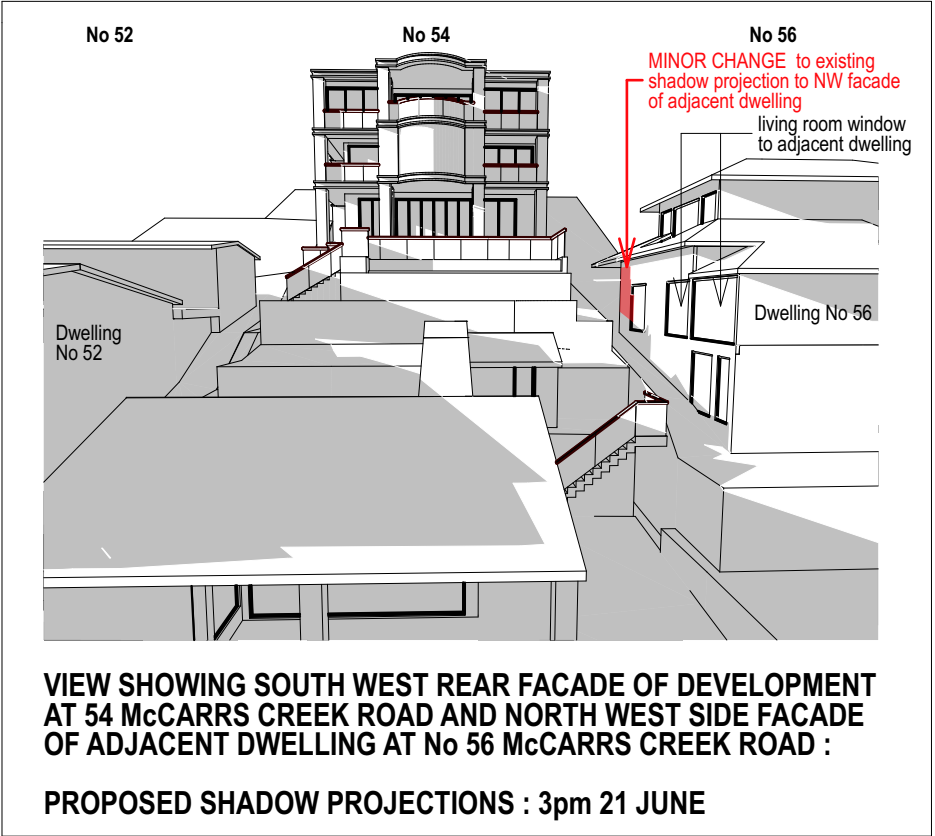 No 52
No 54
No 56
MINOR CHANGE to existing
shadow projection to NW facade
of adjacent dwelling
living room window
to adjacent dwelling
Dwelling
No 52
Dwelling No 56
VIEW SHOWING SOUTH WEST REAR FACADE OF DEVELOPMENT
AT 54 McCARRS CREEK ROAD AND NORTH WEST SIDE FACADE
OF ADJACENT DWELLING AT No 56 McCARRS CREEK ROAD :
PROPOSED SHADOW PROJECTIONS : 3pm 21 JUNE